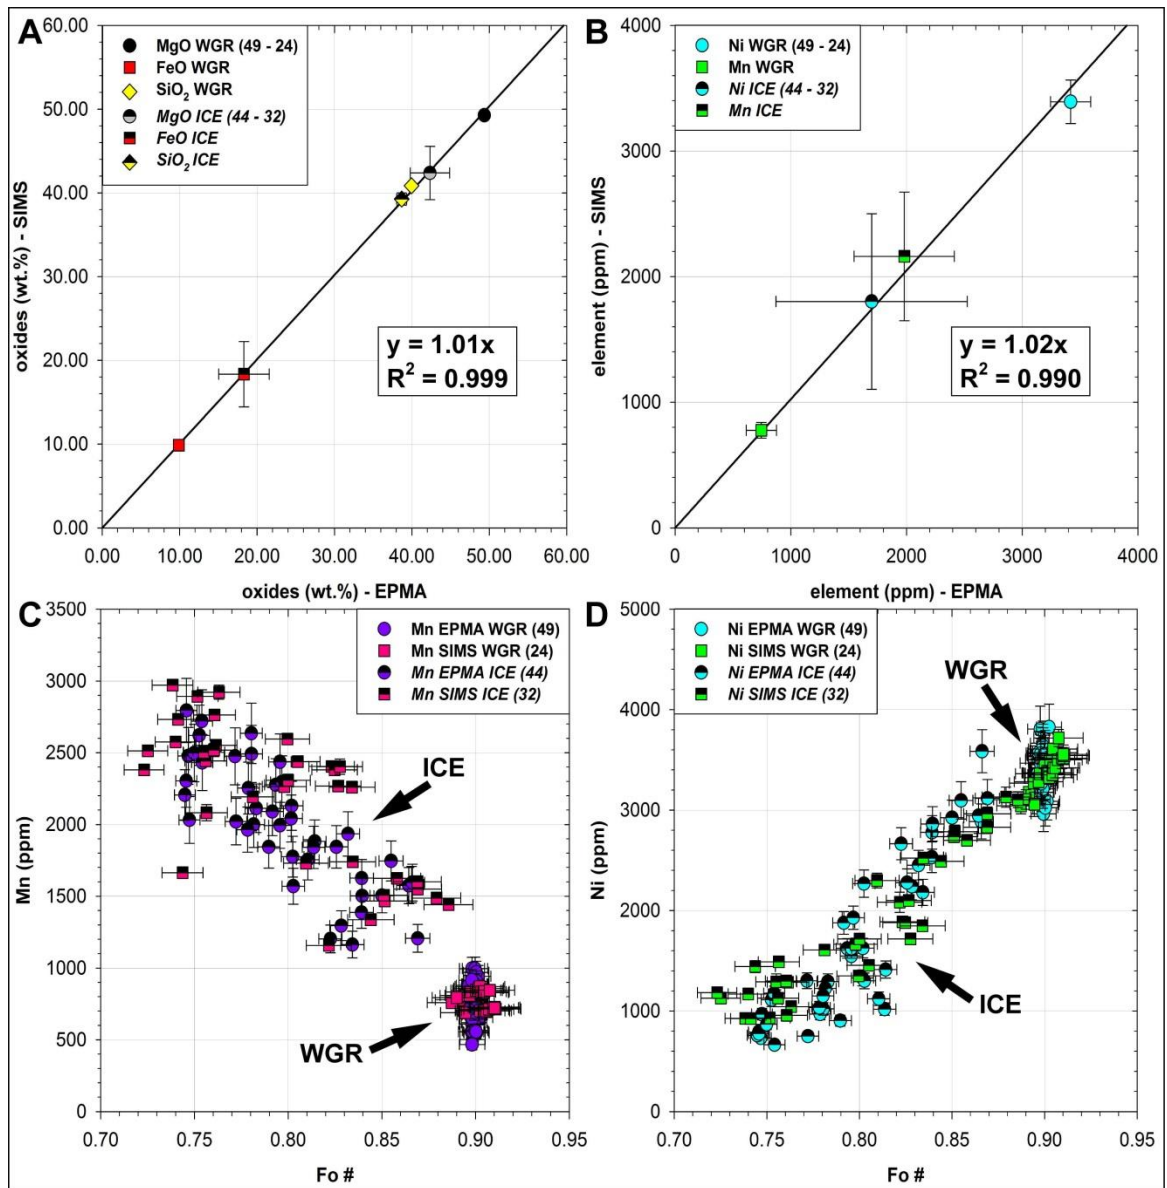 A
60.00
50.00
40.00
30.00
20.00
10.00
0.00
oxides (wt.%) - SIMS
MgO WGR (49 - 24)
FeO WGR
SiO2 WGR
MgO ICE (44 - 32)
FeO ICE
SiO2 ICE
y = 1.01x
R² = 0.999
0.00 10.00 20.00 30.00 40.00 50.00 60.00
oxides (wt.%) - EPMA
B
4000
3000
2000
1000
0
element (ppm) - SIMS
Ni WGR (49 - 24)
Mn WGR
Ni ICE (44 - 32)
Mn ICE
y = 1.02x
R² = 0.990
0 1000 2000 3000 4000
element (ppm) - EPMA
C
3500
3000
2500
2000
1500
1000
500
0
Mn (ppm)
Mn EPMA WGR (49)
Mn SIMS WGR (24)
Mn EPMA ICE (44)
Mn SIMS ICE (32)
ICE
WGR
0.70 0.75 0.80 0.85 0.90 0.95
Fo #
D
5000
4000
3000
2000
1000
0
Ni (ppm)
Ni EPMA WGR (49)
Ni SIMS WGR (24)
Ni EPMA ICE (44)
Ni SIMS ICE (32)
WGR
ICE
0.70 0.75 0.80 0.85 0.90 0.95
Fo #